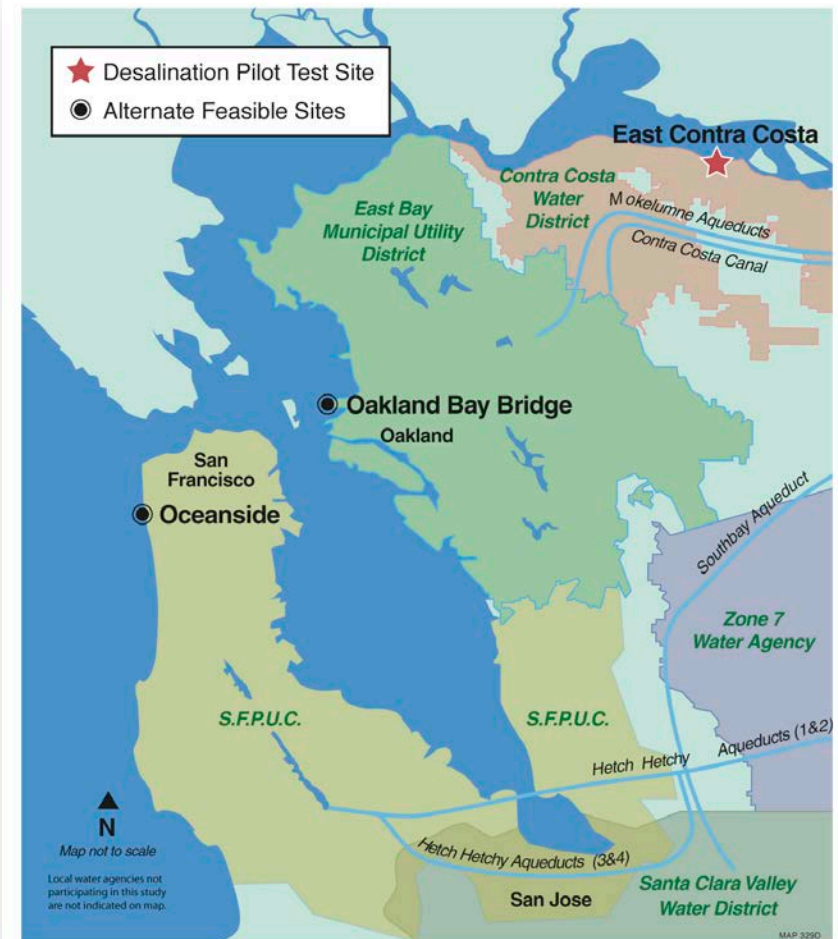 Desalination Pilot Test Site
Alternate Feasible Sites
East Contra Costa
Contra Costa
Water
District
East Bay
Municipal Utility
District
Mokelumne Aqueducts
Contra Costa Canal
Oakland Bay Bridge
Oakland
San
Francisco
Oceanside
Southbay Aqueduct
Zone 7
Water Agency
S.F.P.U.C.
S.F.P.U.C.
Hetch Hetchy Aqueducts (1&2)
N
Map not to scale
Local water agencies not
participating in this study
are not indicated on map.
Hetch Hetchy Aqueducts (3&4)
San Jose
Santa Clara Valley
Water District
MAP 329D